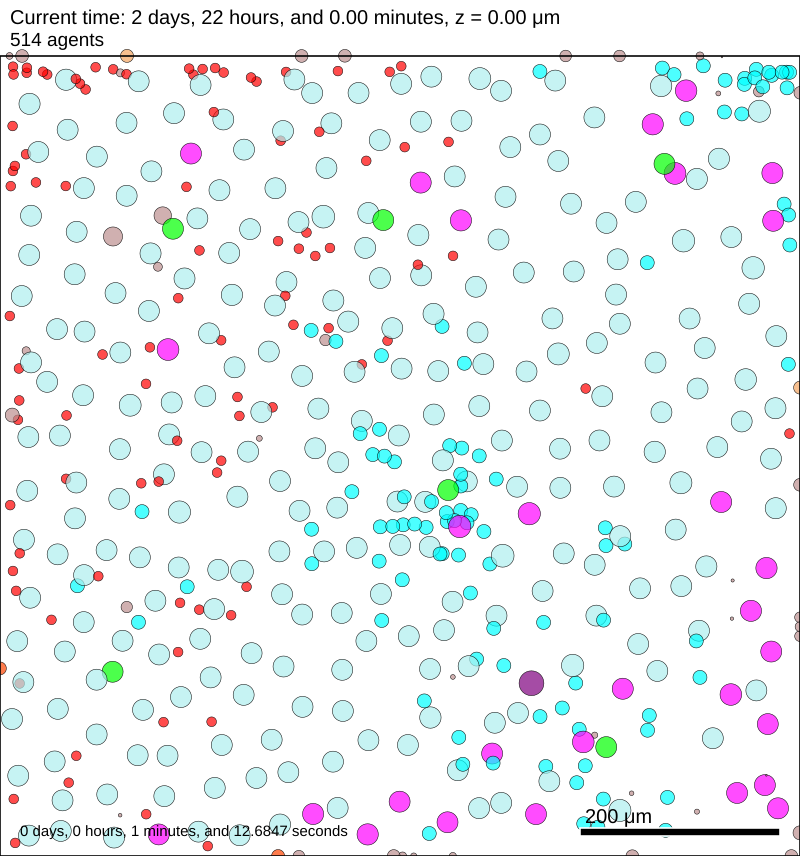 Current time: 2 days, 22 hours, and 0.00 minutes, z = 0.00 μm
514 agents
200 μm
0 days, 0 hours, 1 minutes, and 12.6847 seconds